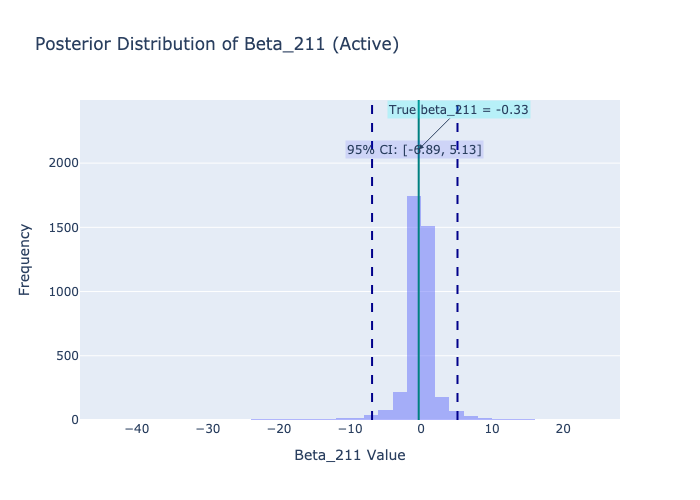 Posterior Distribution of Beta_211 (Active)
True beta_211 = -0.33
95% CI: [-6.89, 5.13]
2000
1500
1000
500
0
Frequency
−40
−30
−20
−10
0
10
20
Beta_211 Value